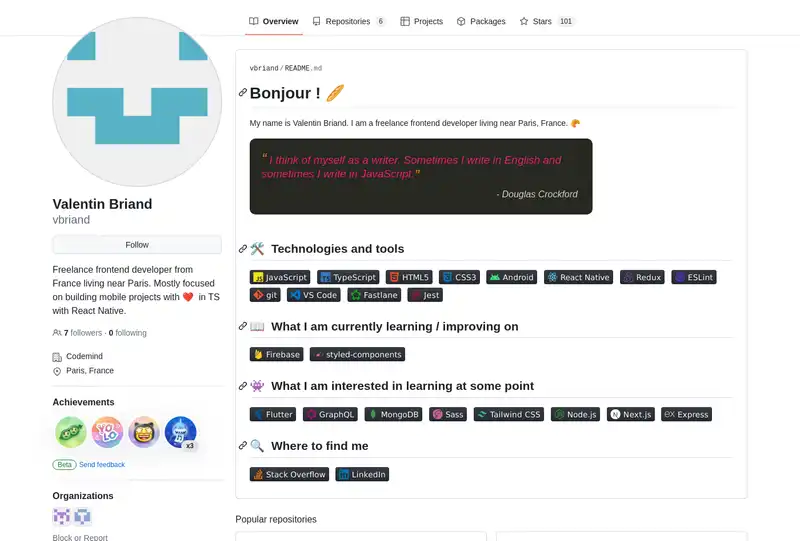 Overview
Repositories 6
Projects
Packages
Stars 101
Valentin Briand
vbriand
Follow
Freelance frontend developer from
France living near Paris. Mostly focused
on building mobile projects with ❤️ in TS
with React Native.
7 followers · 0 following
Codemind
Paris, France
Achievements
YOLO
x3
Beta Send feedback
Organizations
Block or Report
vbriand/README.md
Bonjour ! 🥖
My name is Valentin Briand. I am a freelance frontend developer living near Paris, France. 🥐
“ I think of myself as a writer. Sometimes I write in English and
sometimes I write in JavaScript.”
- Douglas Crockford
🛠️ Technologies and tools
JS JavaScript TS TypeScript HTML5 CSS3 Android React Native Redux ESLint
git VS Code Fastlane Jest
📖 What I am currently learning / improving on
Firebase styled-components
👾 What I am interested in learning at some point
Flutter GraphQL MongoDB Sass Tailwind CSS Node.js N Next.js ex Express
🔍 Where to find me
Stack Overflow in LinkedIn
Popular repositories